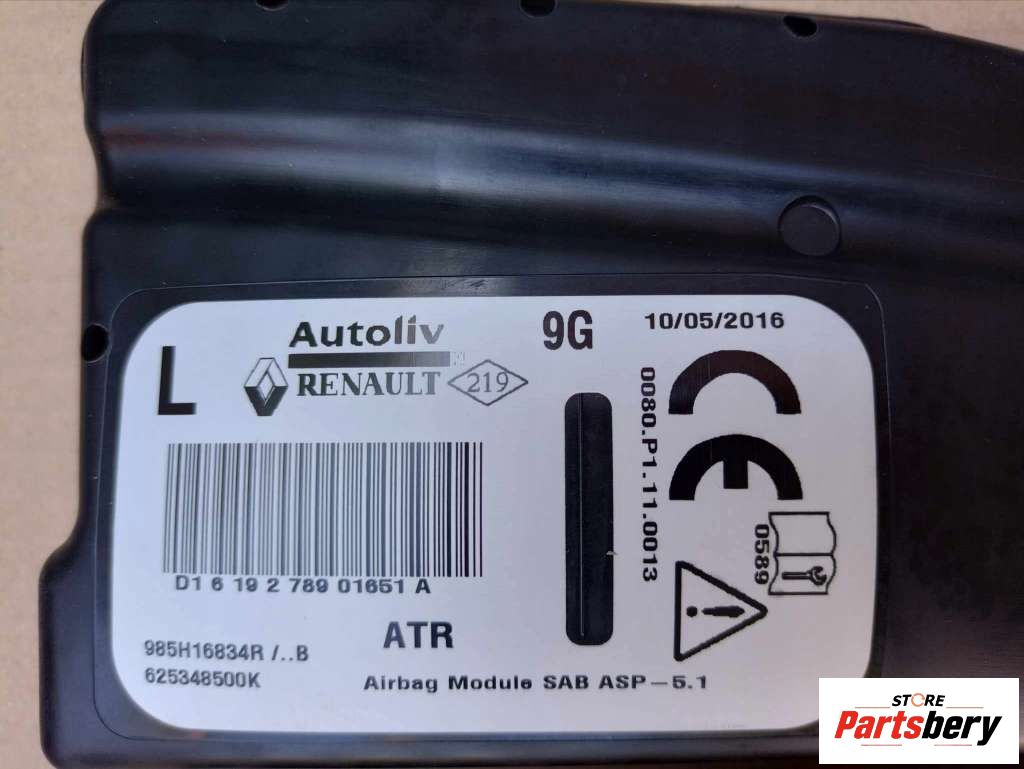 Autoliv
9G
10/05/2016
L
RENAULT
219
0080.P1.11.0013
CE
0589
D1 6 19 2 789 01651 A
ATR
985H16834R /..B
625348500K
Airbag Module SAB ASP-5.1
STORE
Partsbery